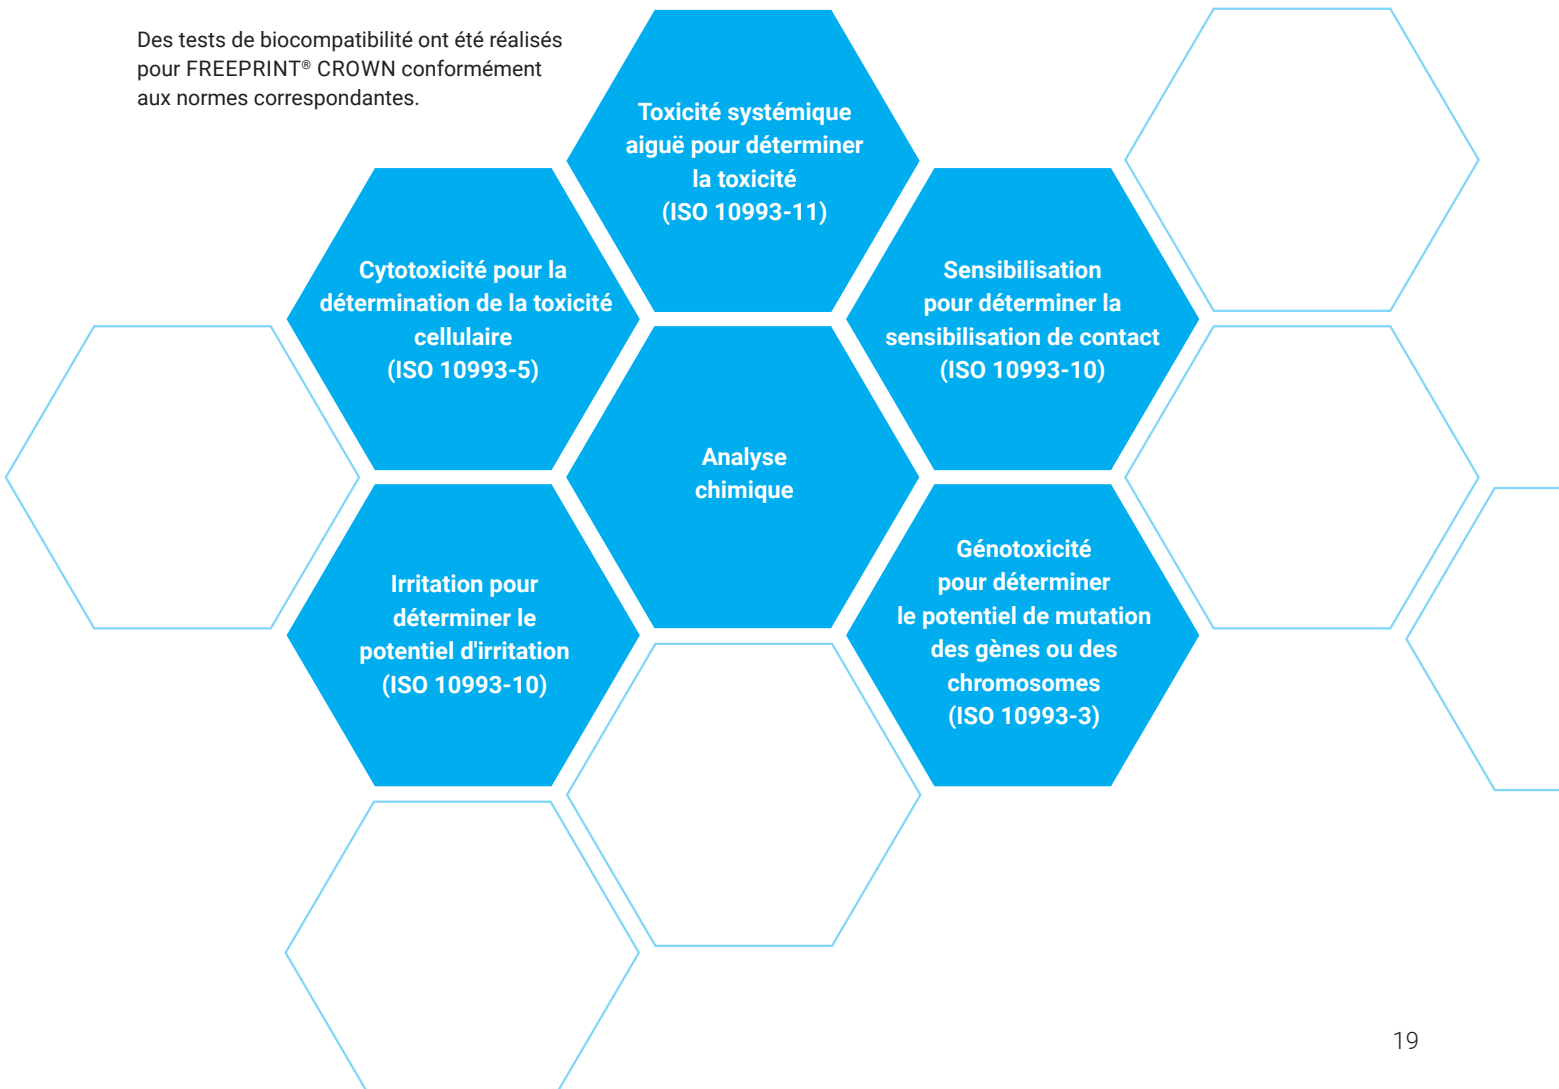 Des tests de biocompatibilité ont été réalisés
pour FREEPRINT® CROWN conformément
aux normes correspondantes.
Toxicité systémique
aiguë pour déterminer
la toxicité
(ISO 10993-11)
Cytotoxicité pour la
détermination de la toxicité
cellulaire
(ISO 10993-5)
Sensibilisation
pour déterminer la
sensibilisation de contact
(ISO 10993-10)
Analyse
chimique
Irritation pour
déterminer le
potentiel d'irritation
(ISO 10993-10)
Génotoxicité
pour déterminer
le potentiel de mutation
des gènes ou des
chromosomes
(ISO 10993-3)
19